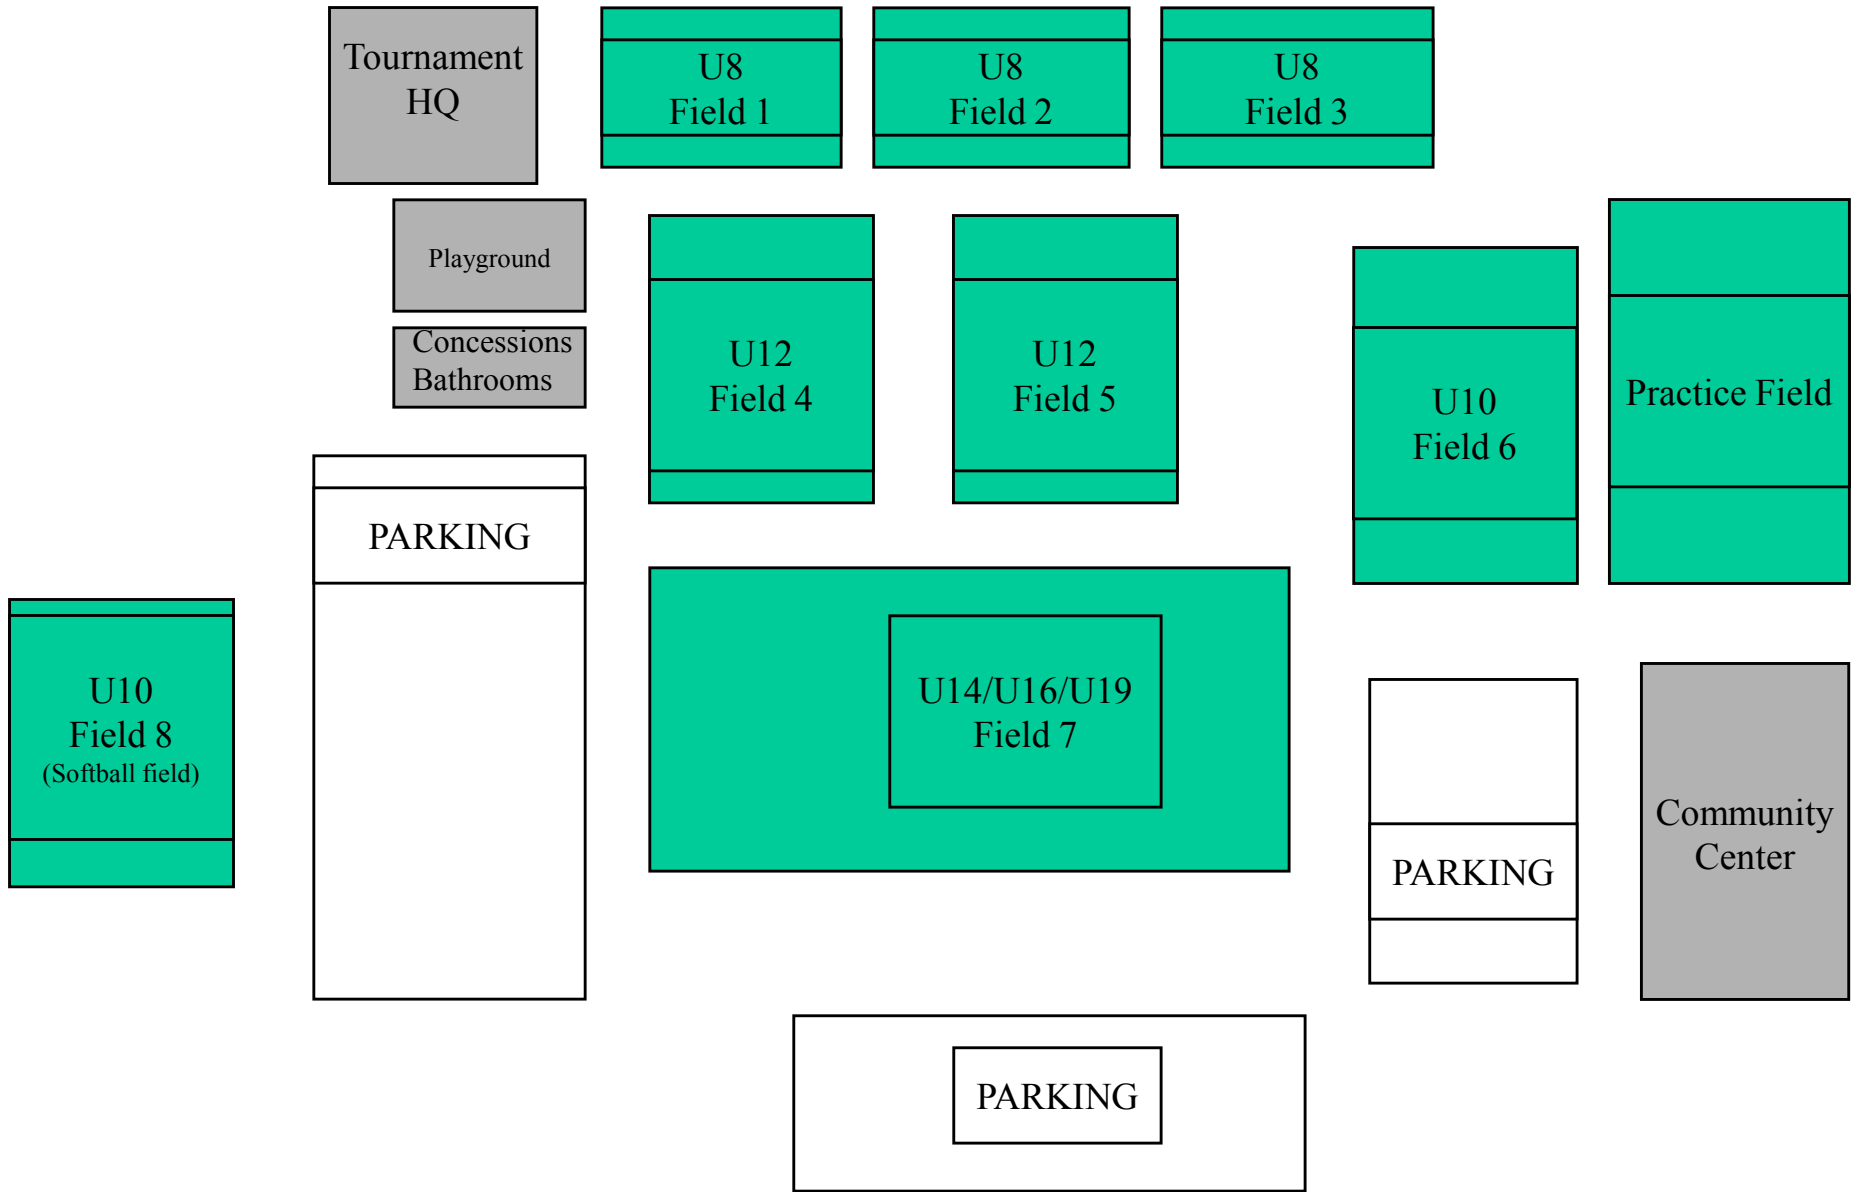 Tournament
HQ
U8
Field 1
U8
Field 2
U8
Field 3
Playground
Concessions
Bathrooms
U12
Field 4
U12
Field 5
U10
Field 6
Practice Field
PARKING
U10
Field 8
(Softball field)
U14/U16/U19
Field 7
PARKING
Community
Center
PARKING